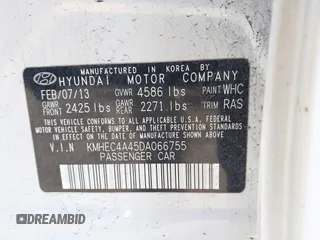 MANUFACTURED IN KOREA BY
HYUNDAI MOTOR COMPANY
FEB/07/13 GVWR 4586 lbs PAINT WHC
GAWR FRONT 2425 lbs GAWR REAR 2271 lbs TRIM RAS
THIS VEHICLE CONFORMS TO ALL APPLICABLE
FEDERAL MOTOR VEHICLE SAFETY, BUMPER,
AND THEFT PREVENTION STANDARDS IN EFFECT
ON THE DATE OF MANUFACTURE SHOWN ABOVE.
V.I.N KMHEC4A45DA066755
PASSENGER CAR
DREAMBID